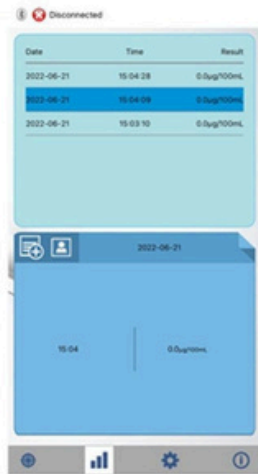 Disconnected
Date Time Result
2022-06-21 15:04:28 0.0µg/100mL
2022-06-21 15:04:09 0.0µg/100mL
2022-06-21 15:03:10 0.0µg/100mL
2022-06-21
15:04 0.0µg/100mL